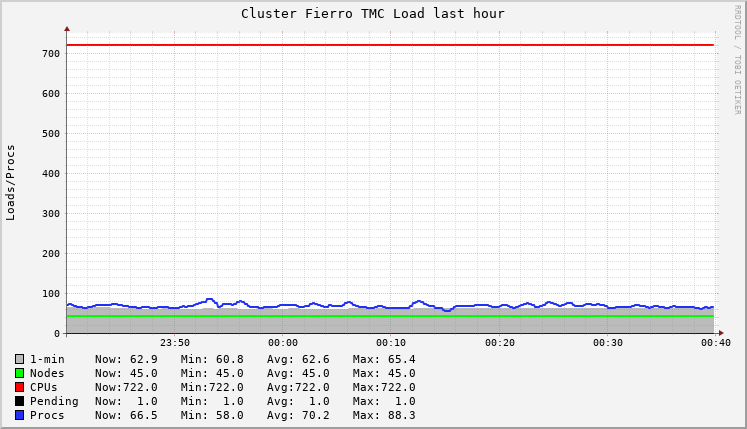 Cluster Fierro TMC Load last hour
RRDTOOL / TOBI OETIKER
Loads/Procs
700
600
500
400
300
200
100
0
23:50 00:00 00:10 00:20 00:30 00:40
1-min Now: 62.9 Min: 60.8 Avg: 62.6 Max: 65.4
Nodes Now: 45.0 Min: 45.0 Avg: 45.0 Max: 45.0
CPUs Now:722.0 Min:722.0 Avg:722.0 Max:722.0
Pending Now: 1.0 Min: 1.0 Avg: 1.0 Max: 1.0
Procs Now: 66.5 Min: 58.0 Avg: 70.2 Max: 88.3